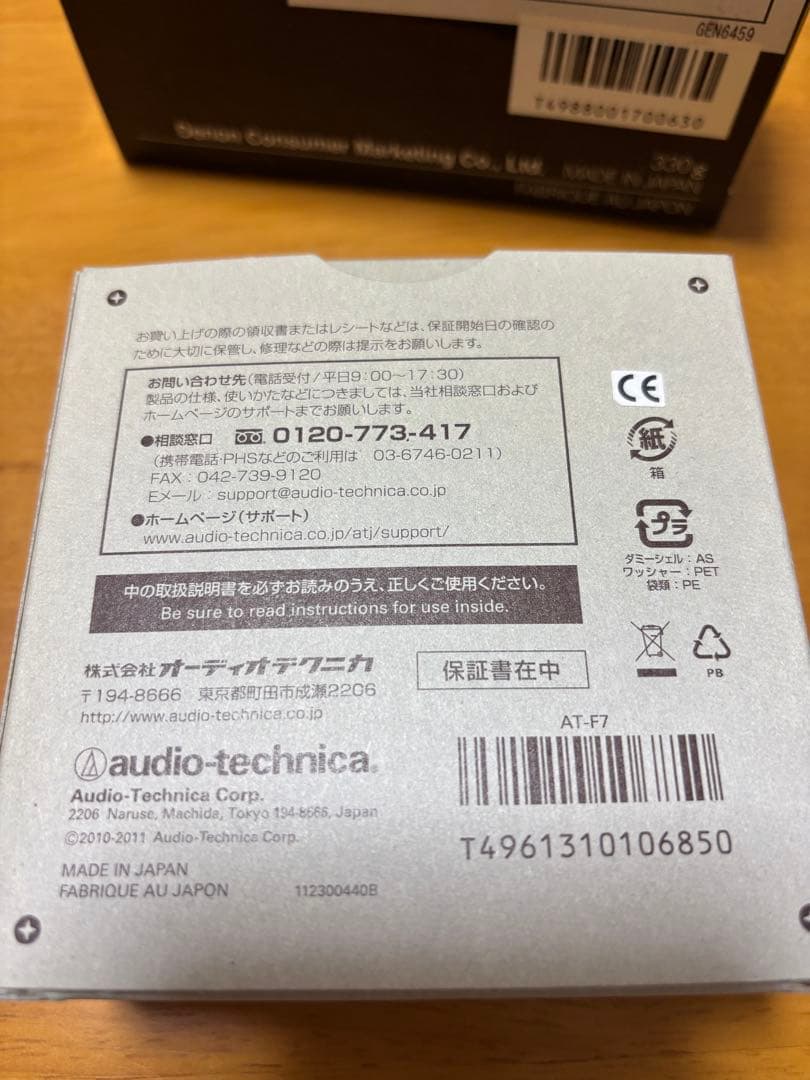 GEN6459
T4988001700630
Denon Consumer Marketing Co., Ltd.
330g
MADE IN JAPAN
FABRIQUE AU JAPON
お買い上げの際の領収書またはレシートなどは、保証開始日の確認の
ために大切に保管し、修理などの際は提示をお願いします。
お問い合わせ先(電話受付/平日9:00〜17:30)
製品の仕様、使いかたなどにつきましては、当社相談窓口および
ホームページのサポートまでお願いします。
●相談窓口 0120-773-417
(携帯電話・PHSなどのご利用は 03-6746-0211)
FAX:042-739-9120
Eメール:support@audio-technica.co.jp
●ホームページ(サポート)
www.audio-technica.co.jp/atj/support/
CE
紙
箱
プラ
ダミーシェル:AS
ワッシャー:PET
袋類:PE
PB
中の取扱説明書を必ずお読みのうえ、正しくご使用ください。
Be sure to read instructions for use inside.
株式会社オーディオテクニカ
〒194-8666 東京都町田市成瀬2206
http://www.audio-technica.co.jp
保証書在中
audio-technica®
Audio-Technica Corp.
2206 Naruse, Machida, Tokyo 194-8666, Japan
©2010-2011 Audio-Technica Corp.
MADE IN JAPAN
FABRIQUE AU JAPON 112300440B
AT-F7
T4961310106850